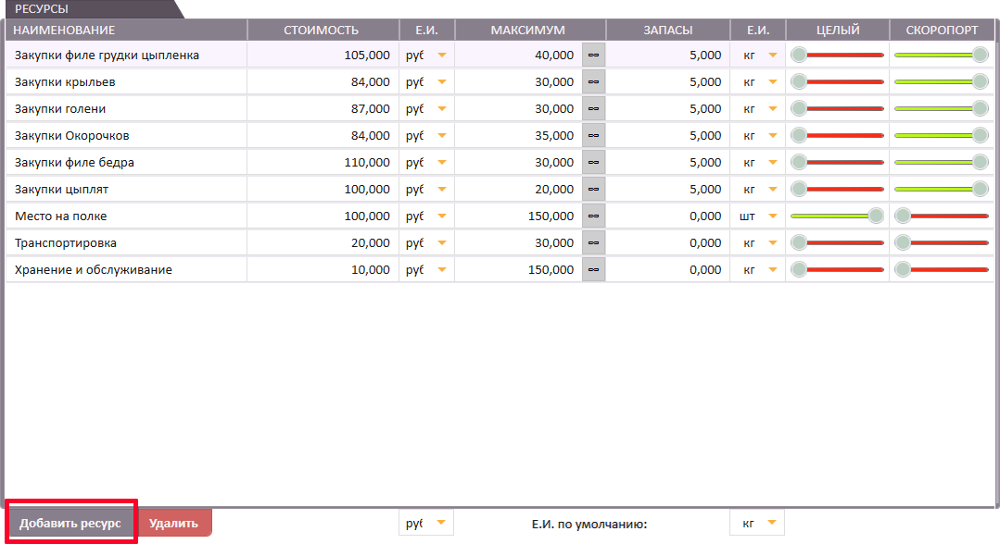 РЕСУРСЫ
НАИМЕНОВАНИЕ СТОИМОСТЬ Е.И. МАКСИМУМ ЗАПАСЫ Е.И. ЦЕЛЫЙ СКОРОПОРТ
Закупки филе грудки цыпленка 105,000 руб 40,000 ∞ 5,000 кг
Закупки крыльев 84,000 руб 30,000 ∞ 5,000 кг
Закупки голени 87,000 руб 30,000 ∞ 5,000 кг
Закупки Окорочков 84,000 руб 35,000 ∞ 5,000 кг
Закупки филе бедра 110,000 руб 30,000 ∞ 5,000 кг
Закупки цыплят 100,000 руб 20,000 ∞ 5,000 кг
Место на полке 100,000 руб 150,000 ∞ 0,000 шт
Транспортировка 20,000 руб 30,000 ∞ 0,000 кг
Хранение и обслуживание 10,000 руб 150,000 ∞ 0,000 кг
Добавить ресурс Удалить руб Е.И. по умолчанию: кг